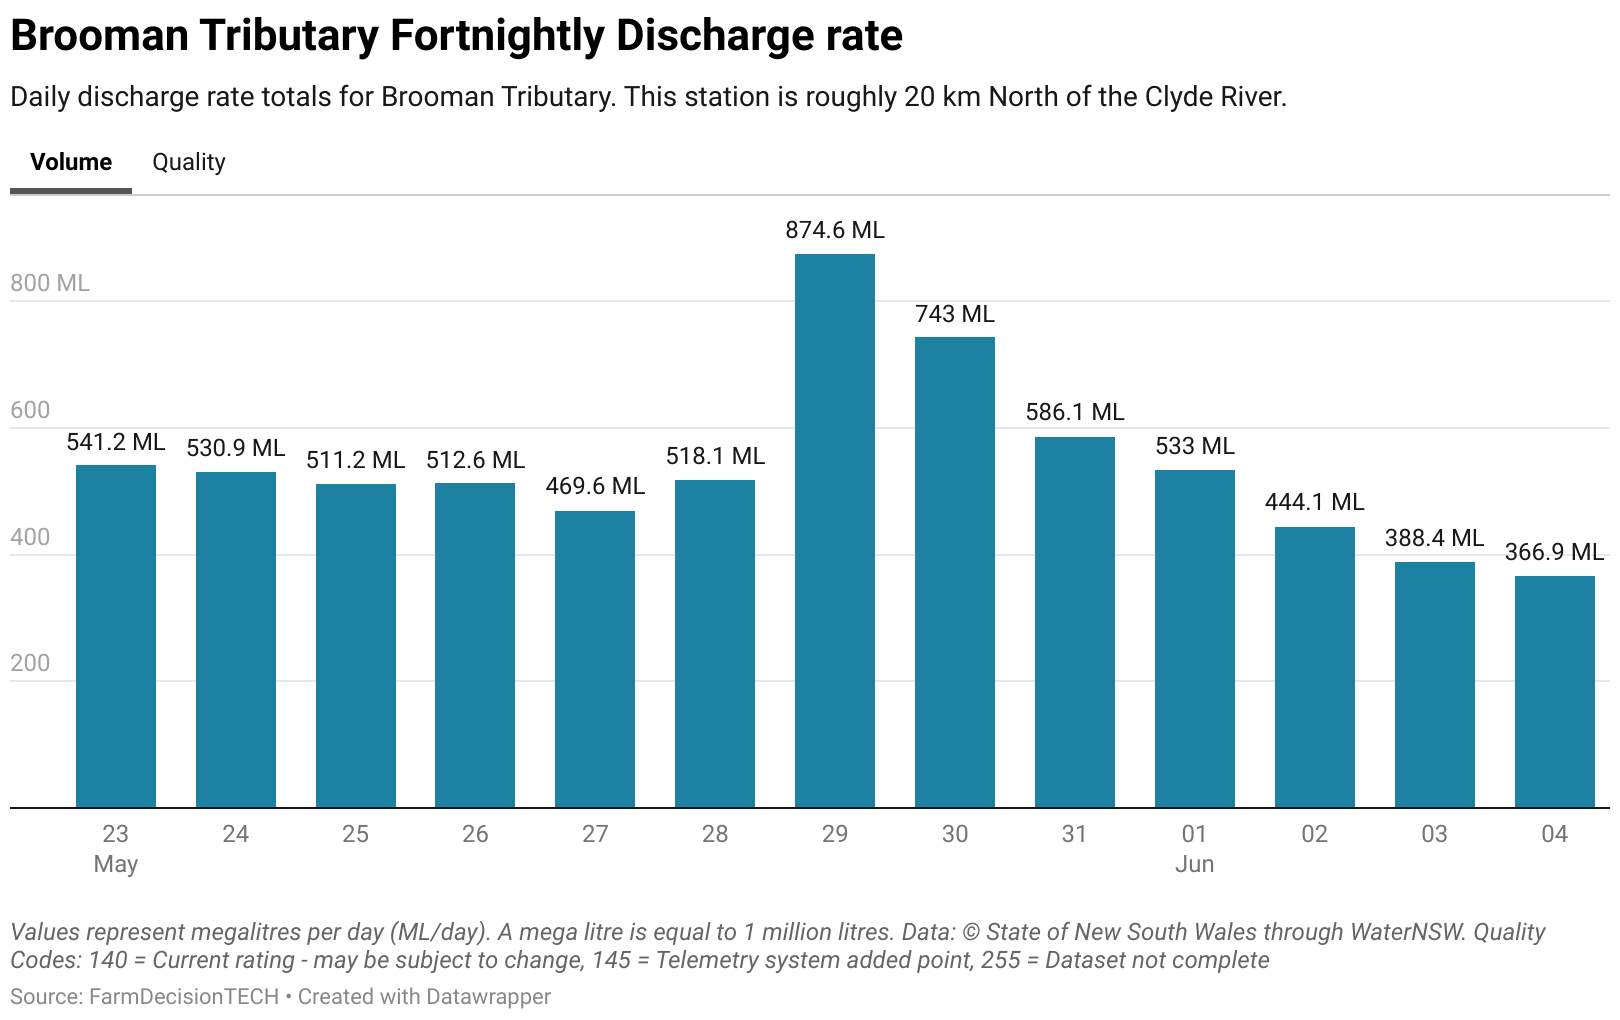 Brooman Tributary Fortnightly Discharge rate
Daily discharge rate totals for Brooman Tributary. This station is roughly 20 km North of the Clyde River.
Volume Quality
874.6 ML
800 ML
743 ML
600
586.1 ML
541.2 ML 530.9 ML 511.2 ML 512.6 ML 469.6 ML 518.1 ML 533 ML
444.1 ML
400
388.4 ML 366.9 ML
200
23 24 25 26 27 28 29 30 31 01 02 03 04
May Jun
Values represent megalitres per day (ML/day). A mega litre is equal to 1 million litres. Data: © State of New South Wales through WaterNSW. Quality
Codes: 140 = Current rating - may be subject to change, 145 = Telemetry system added point, 255 = Dataset not complete
Source: FarmDecisionTECH • Created with Datawrapper